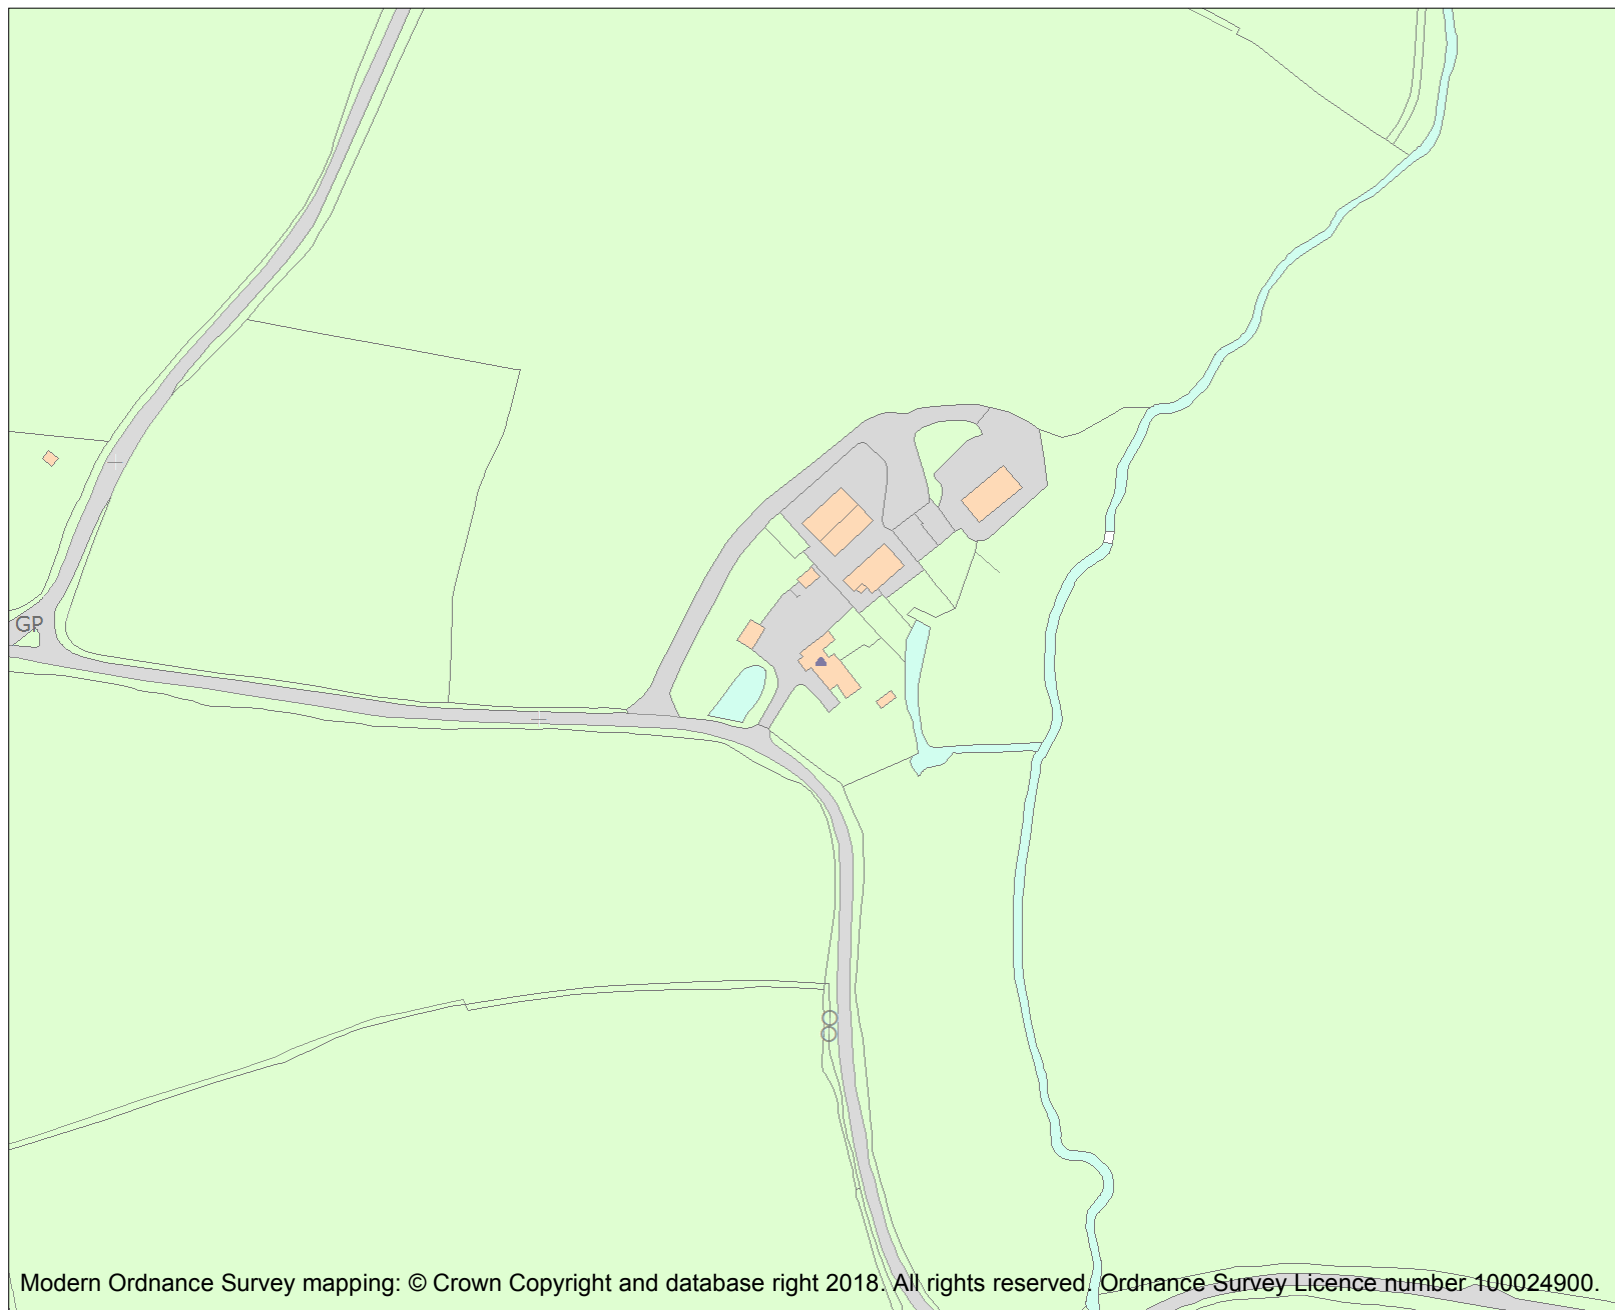 GP
Modern Ordnance Survey mapping: © Crown Copyright and database right 2018. All rights reserved. Ordnance Survey Licence number 100024900.